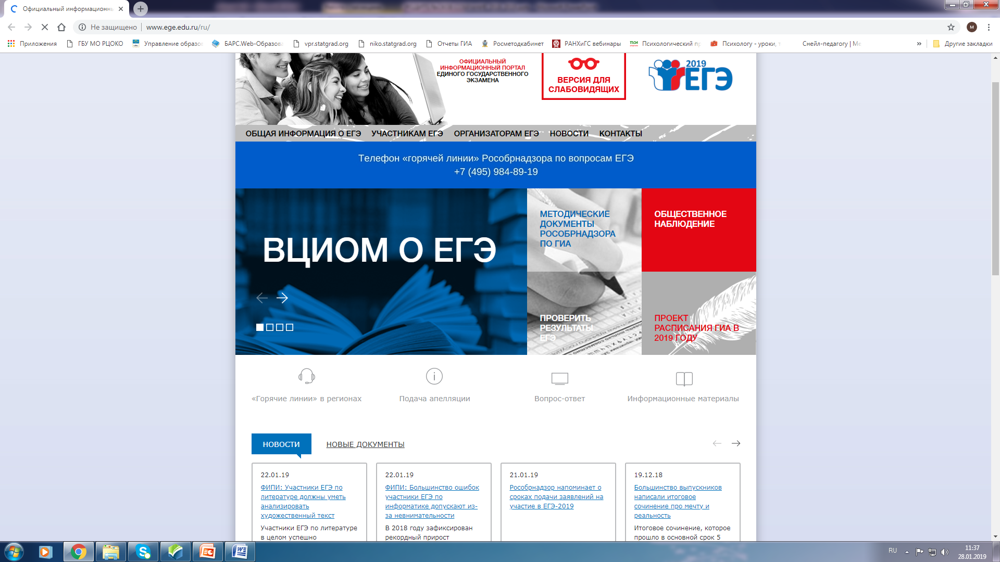 Официальный информационн
Не защищено
www.ege.edu.ru/ru/
М
Приложения
ГБУ МО РЦОКО
Управление образо
БАРС.Web-Образова
vpr.statgrad.org
niko.statgrad.org
Отчеты ГИА
Росметодкабинет
РАНХиГС вебинары
Психологический п
Психологу - уроки, т
Снейл-педагогу | Ме
»
Другие закладки
ОФИЦИАЛЬНЫЙ
ИНФОРМАЦИОННЫЙ ПОРТАЛ
ЕДИНОГО ГОСУДАРСТВЕННОГО
ЭКЗАМЕНА
ВЕРСИЯ ДЛЯ
СЛАБОВИДЯЩИХ
2019
ЕГЭ
ОБЩАЯ ИНФОРМАЦИЯ О ЕГЭ
УЧАСТНИКАМ ЕГЭ
ОРГАНИЗАТОРАМ ЕГЭ
НОВОСТИ
КОНТАКТЫ
Телефон «горячей линии» Рособрнадзора по вопросам ЕГЭ
+7 (495) 984-89-19
ВЦИОМ О ЕГЭ
МЕТОДИЧЕСКИЕ
ДОКУМЕНТЫ
РОСОБРНАДЗОРА
ПО ГИА
ОБЩЕСТВЕННОЕ
НАБЛЮДЕНИЕ
ПРОВЕРИТЬ
РЕЗУЛЬТАТЫ
ЕГЭ
ПРОЕКТ
РАСПИСАНИЯ ГИА В
2019 ГОДУ
«Горячие линии» в регионах
Подача апелляции
Вопрос-ответ
Информационные материалы
НОВОСТИ
НОВЫЕ ДОКУМЕНТЫ
22.01.19
ФИПИ: Участники ЕГЭ по
литературе должны уметь
анализировать
художественный текст
Участники ЕГЭ по литературе
в целом успешно
22.01.19
ФИПИ: Большинство ошибок
участники ЕГЭ по
информатике допускают из-
за невнимательности
В 2018 году зафиксирован
рекордный прирост
21.01.19
Рособрнадзор напоминает о
сроках подачи заявлений на
участие в ЕГЭ-2019
19.12.18
Большинство выпускников
написали итоговое
сочинение про мечту и
реальность
Итоговое сочинение, которое
прошло в основной срок 5
RU
11:37
28.01.2019